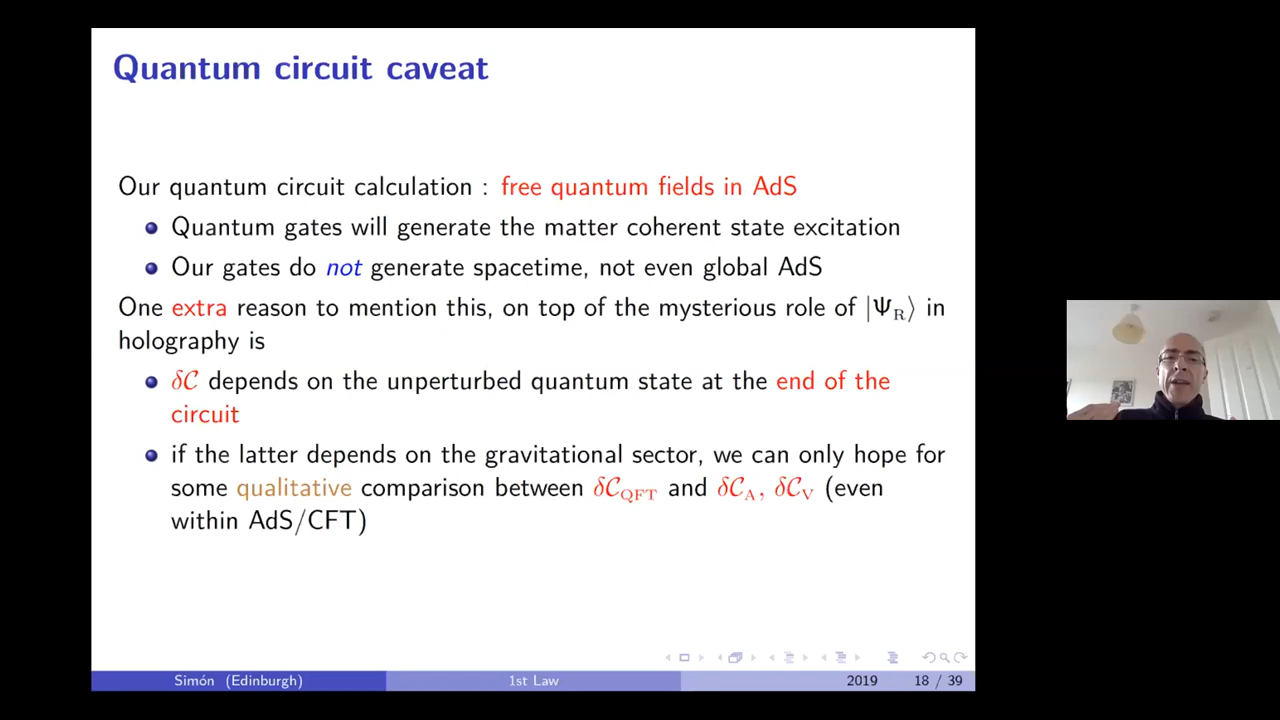 Quantum circuit caveat
Our quantum circuit calculation : free quantum fields in AdS
Quantum gates will generate the matter coherent state excitation
Our gates do not generate spacetime, not even global AdS
One extra reason to mention this, on top of the mysterious role of |Ψ_R⟩ in
holography is
δC depends on the unperturbed quantum state at the end of the
circuit
if the latter depends on the gravitational sector, we can only hope for
some qualitative comparison between δC_QFT and δC_A, δC_V (even
within AdS/CFT)
Simón (Edinburgh) 1st Law 2019 18 / 39